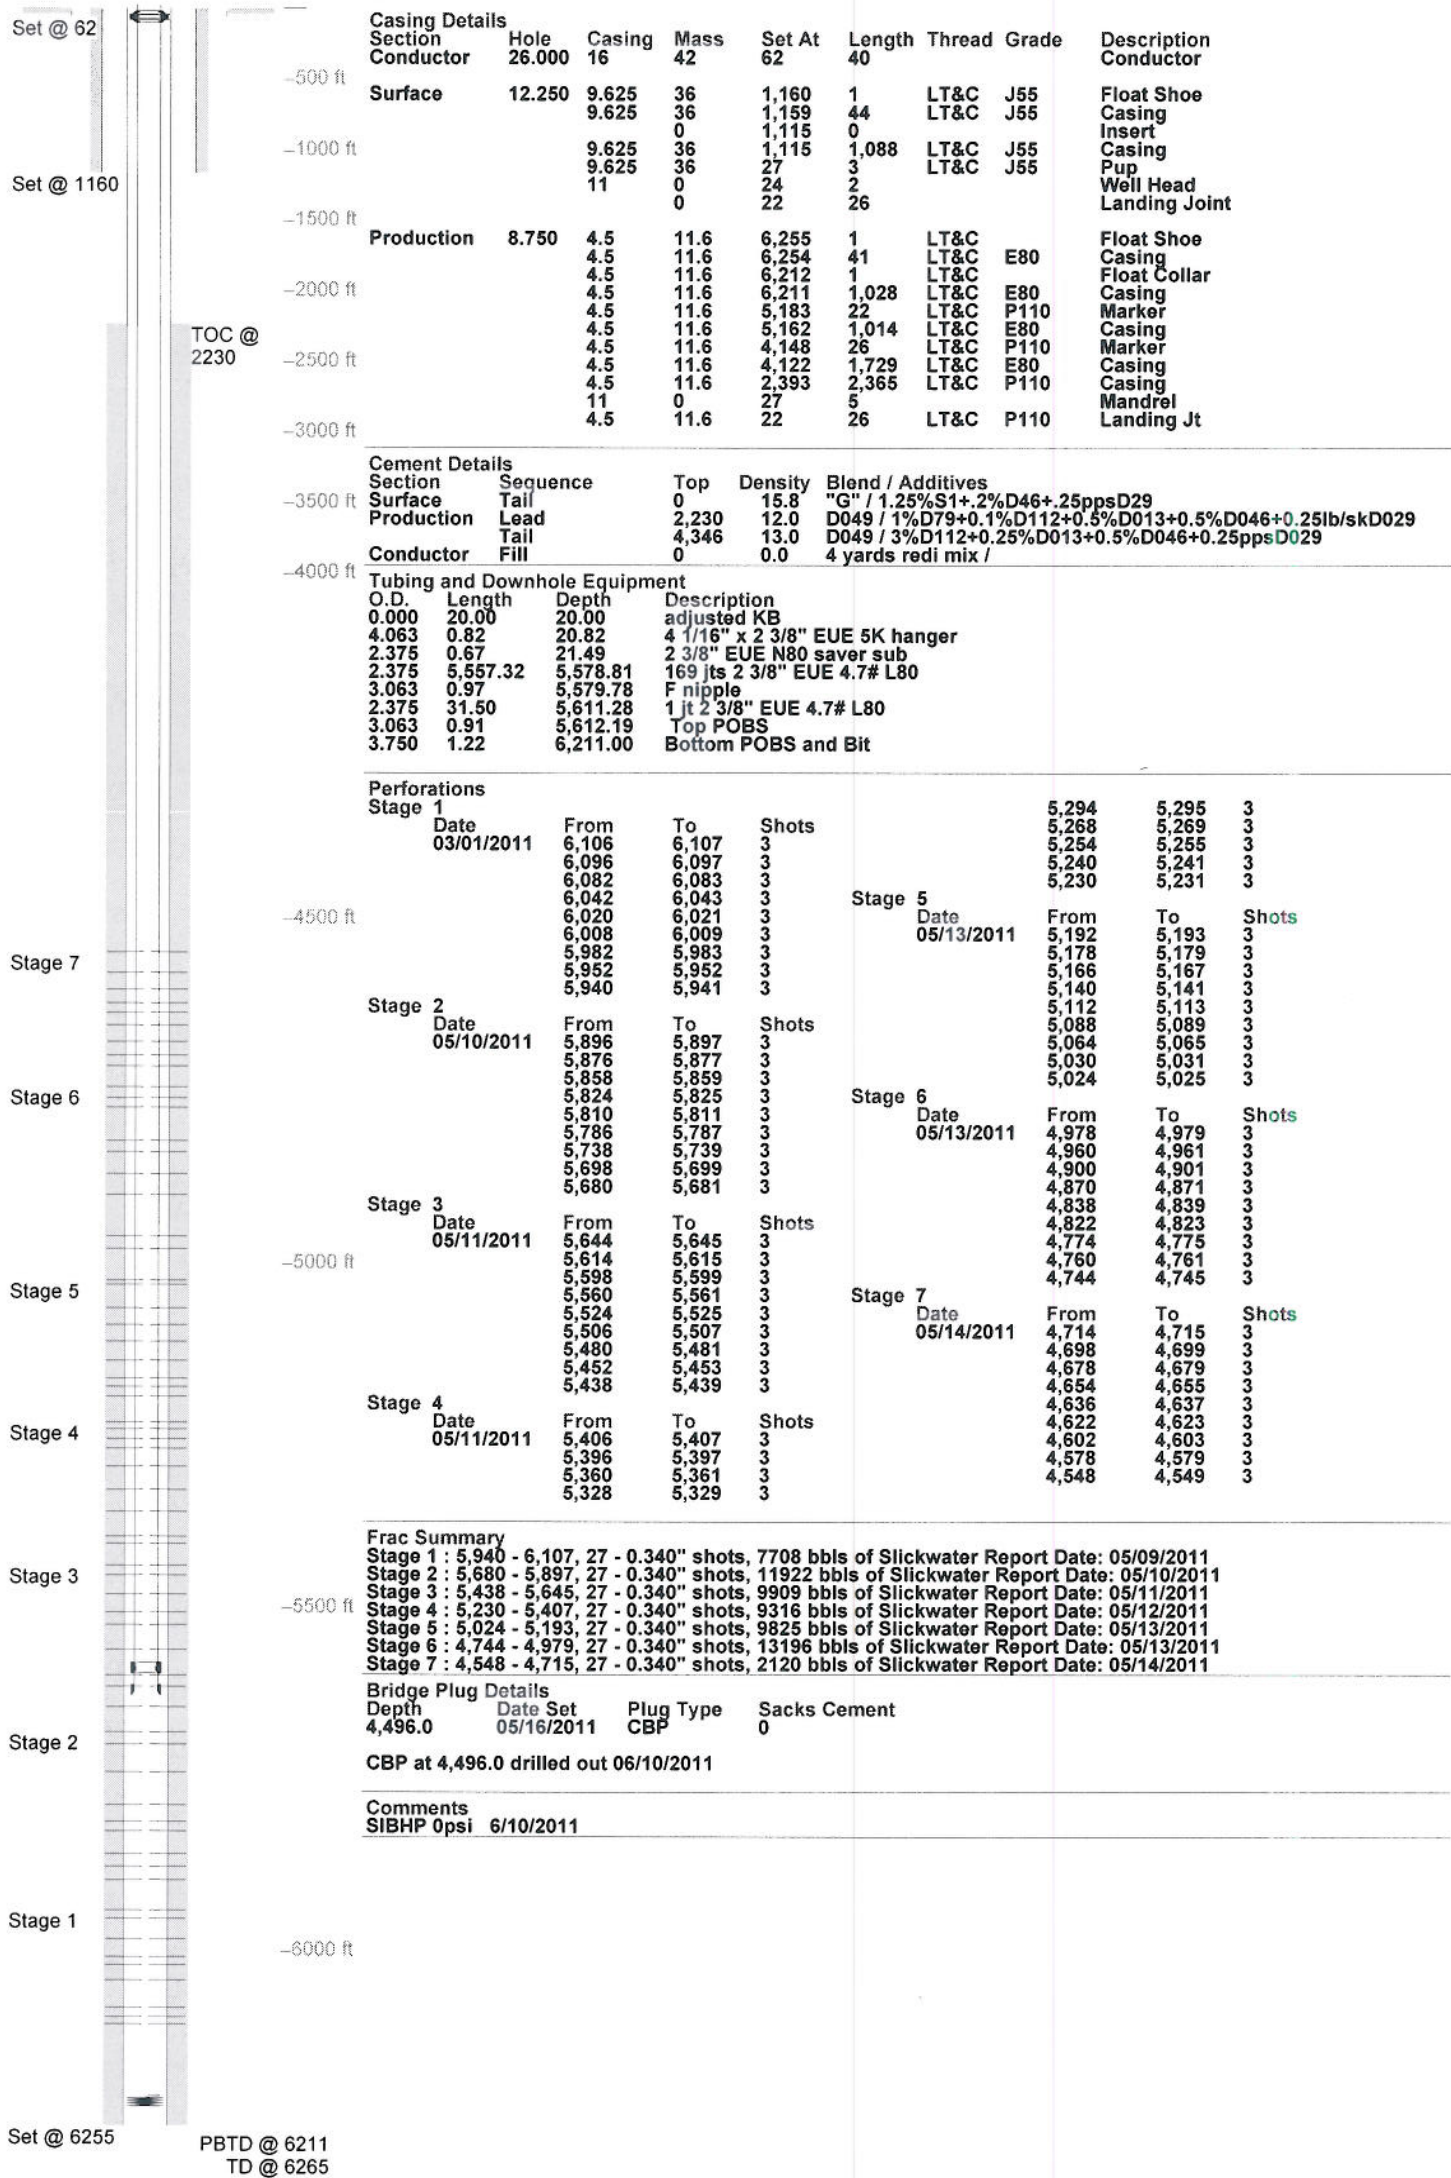 Set @ 62
Set @ 1160
TOC @
2230
Stage 7
Stage 6
Stage 5
Stage 4
Stage 3
Stage 2
Stage 1
Set @ 6255
PBTD @ 6211
TD @ 6265
–500 ft
–1000 ft
–1500 ft
–2000 ft
–2500 ft
–3000 ft
–3500 ft
–4000 ft
–4500 ft
–5000 ft
–5500 ft
–6000 ft
Casing Details
Section Hole Casing Mass Set At Length Thread Grade Description
Conductor 26.000 16 42 62 40 Conductor
Surface 12.250 9.625 36 1,160 1 LT&C J55 Float Shoe
9.625 36 1,159 44 LT&C J55 Casing
0 1,115 0 Insert
9.625 36 1,115 1,088 LT&C J55 Casing
9.625 36 27 3 LT&C J55 Pup
11 0 24 2 Well Head
0 22 26 Landing Joint
Production 8.750 4.5 11.6 6,255 1 LT&C Float Shoe
4.5 11.6 6,254 41 LT&C E80 Casing
4.5 11.6 6,212 1 LT&C Float Collar
4.5 11.6 6,211 1,028 LT&C E80 Casing
4.5 11.6 5,183 22 LT&C P110 Marker
4.5 11.6 5,162 1,014 LT&C E80 Casing
4.5 11.6 4,148 26 LT&C P110 Marker
4.5 11.6 4,122 1,729 LT&C E80 Casing
4.5 11.6 2,393 2,365 LT&C P110 Casing
11 0 27 5 Mandrel
4.5 11.6 22 26 LT&C P110 Landing Jt
Cement Details
Section Sequence Top Density Blend / Additives
Surface Tail 0 15.8 "G" / 1.25%S1+.2%D46+.25ppsD29
Production Lead 2,230 12.0 D049 / 1%D79+0.1%D112+0.5%D013+0.5%D046+0.25lb/skD029
Tail 4,346 13.0 D049 / 3%D112+0.25%D013+0.5%D046+0.25ppsD029
Conductor Fill 0 0.0 4 yards redi mix /
Tubing and Downhole Equipment
O.D. Length Depth Description
0.000 20.00 20.00 adjusted KB
4.063 0.82 20.82 4 1/16" x 2 3/8" EUE 5K hanger
2.375 0.67 21.49 2 3/8" EUE N80 saver sub
2.375 5,557.32 5,578.81 169 jts 2 3/8" EUE 4.7# L80
3.063 0.97 5,579.78 F nipple
2.375 31.50 5,611.28 1 jt 2 3/8" EUE 4.7# L80
3.063 0.91 5,612.19 Top POBS
3.750 1.22 6,211.00 Bottom POBS and Bit
Perforations
Stage 1
Date From To Shots
03/01/2011 6,106 6,107 3
6,096 6,097 3
6,082 6,083 3
6,042 6,043 3
6,020 6,021 3
6,008 6,009 3
5,982 5,983 3
5,952 5,952 3
5,940 5,941 3
Stage 2
Date From To Shots
05/10/2011 5,896 5,897 3
5,876 5,877 3
5,858 5,859 3
5,824 5,825 3
5,810 5,811 3
5,786 5,787 3
5,738 5,739 3
5,698 5,699 3
5,680 5,681 3
Stage 3
Date From To Shots
05/11/2011 5,644 5,645 3
5,614 5,615 3
5,598 5,599 3
5,560 5,561 3
5,524 5,525 3
5,506 5,507 3
5,480 5,481 3
5,452 5,453 3
5,438 5,439 3
Stage 4
Date From To Shots
05/11/2011 5,406 5,407 3
5,396 5,397 3
5,360 5,361 3
5,328 5,329 3
5,294 5,295 3
5,268 5,269 3
5,254 5,255 3
5,240 5,241 3
5,230 5,231 3
Stage 5
Date From To Shots
05/13/2011 5,192 5,193 3
5,178 5,179 3
5,166 5,167 3
5,140 5,141 3
5,112 5,113 3
5,088 5,089 3
5,064 5,065 3
5,030 5,031 3
5,024 5,025 3
Stage 6
Date From To Shots
05/13/2011 4,978 4,979 3
4,960 4,961 3
4,900 4,901 3
4,870 4,871 3
4,838 4,839 3
4,822 4,823 3
4,774 4,775 3
4,760 4,761 3
4,744 4,745 3
Stage 7
Date From To Shots
05/14/2011 4,714 4,715 3
4,698 4,699 3
4,678 4,679 3
4,654 4,655 3
4,636 4,637 3
4,622 4,623 3
4,602 4,603 3
4,578 4,579 3
4,548 4,549 3
Frac Summary
Stage 1 : 5,940 - 6,107, 27 - 0.340" shots, 7708 bbls of Slickwater Report Date: 05/09/2011
Stage 2 : 5,680 - 5,897, 27 - 0.340" shots, 11922 bbls of Slickwater Report Date: 05/10/2011
Stage 3 : 5,438 - 5,645, 27 - 0.340" shots, 9909 bbls of Slickwater Report Date: 05/11/2011
Stage 4 : 5,230 - 5,407, 27 - 0.340" shots, 9316 bbls of Slickwater Report Date: 05/12/2011
Stage 5 : 5,024 - 5,193, 27 - 0.340" shots, 9825 bbls of Slickwater Report Date: 05/13/2011
Stage 6 : 4,744 - 4,979, 27 - 0.340" shots, 13196 bbls of Slickwater Report Date: 05/13/2011
Stage 7 : 4,548 - 4,715, 27 - 0.340" shots, 2120 bbls of Slickwater Report Date: 05/14/2011
Bridge Plug Details
Depth Date Set Plug Type Sacks Cement
4,496.0 05/16/2011 CBP 0
CBP at 4,496.0 drilled out 06/10/2011
Comments
SIBHP 0psi 6/10/2011